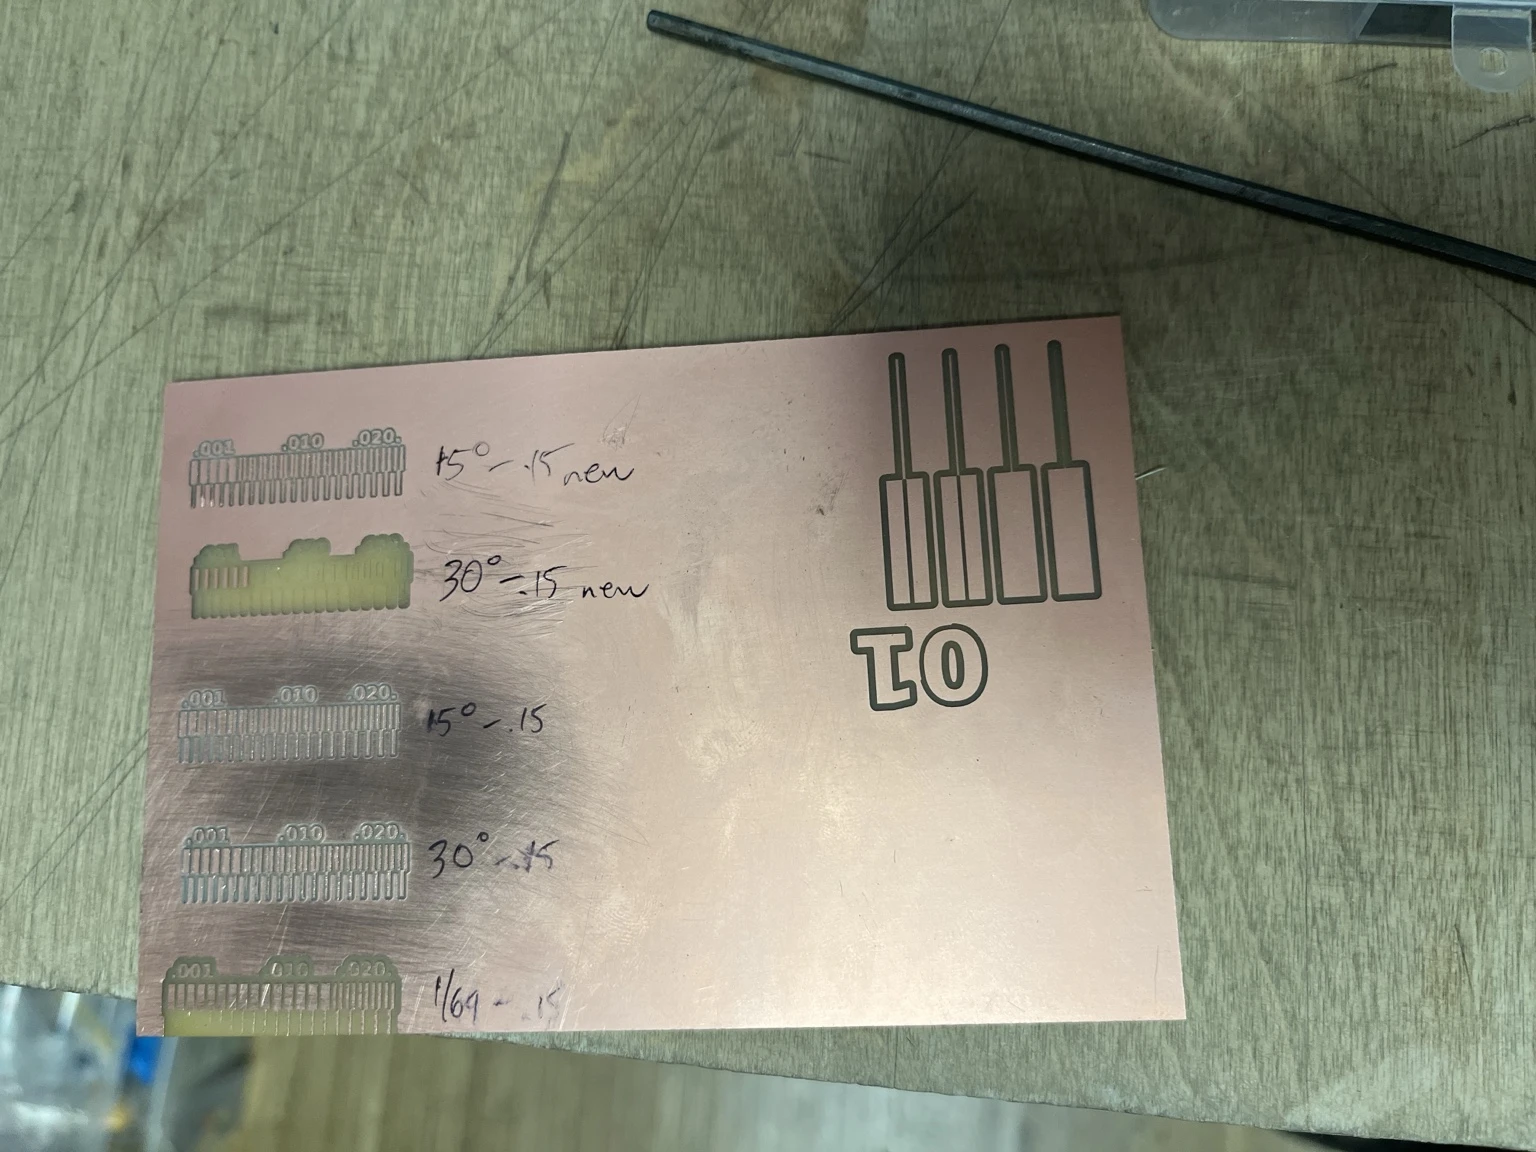 .001 .010 .020.
15° - .15 new
30° - .15 new
.001 .010 .020.
15° - .15
.001 .010 .020.
30° - .15
.001 .010 .020.
1/64 - .15
IO